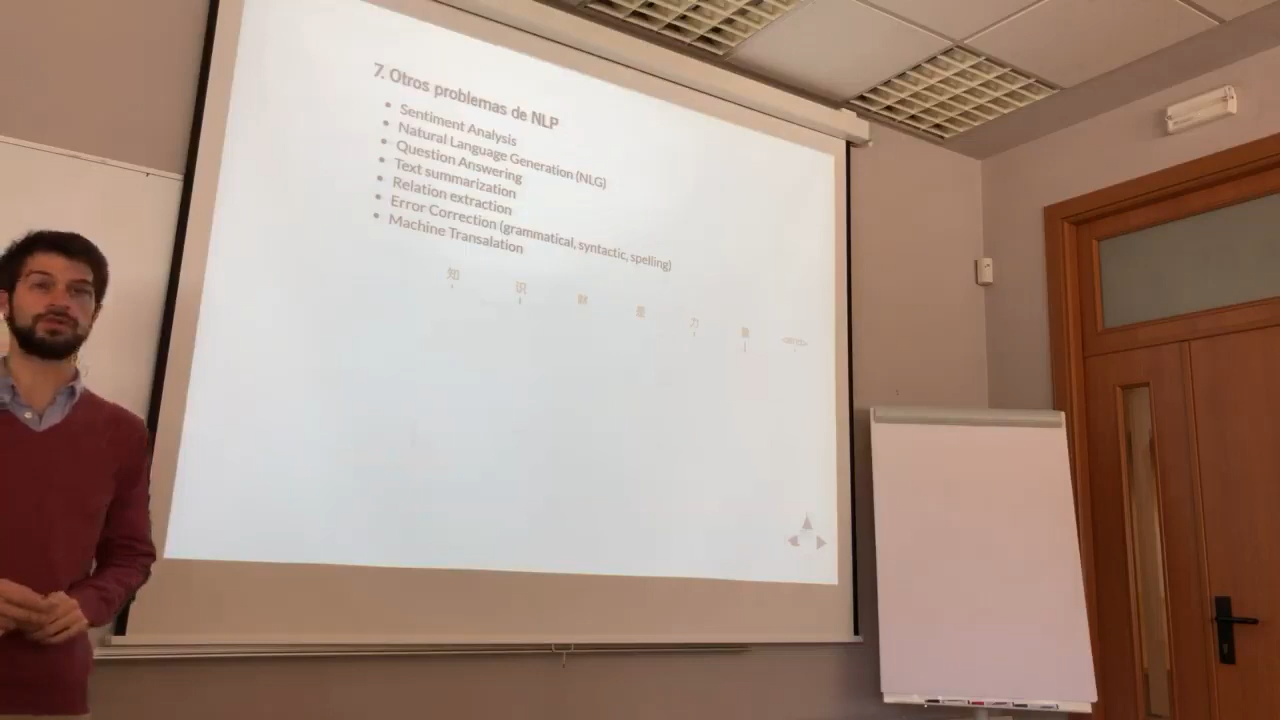 7. Otros problemas de NLP
Sentiment Analysis
Natural Language Generation (NLG)
Question Answering
Text summarization
Relation extraction
Error Correction (grammatical, syntactic, spelling)
Machine Transalation
知 识 就 是 力 量 <end>